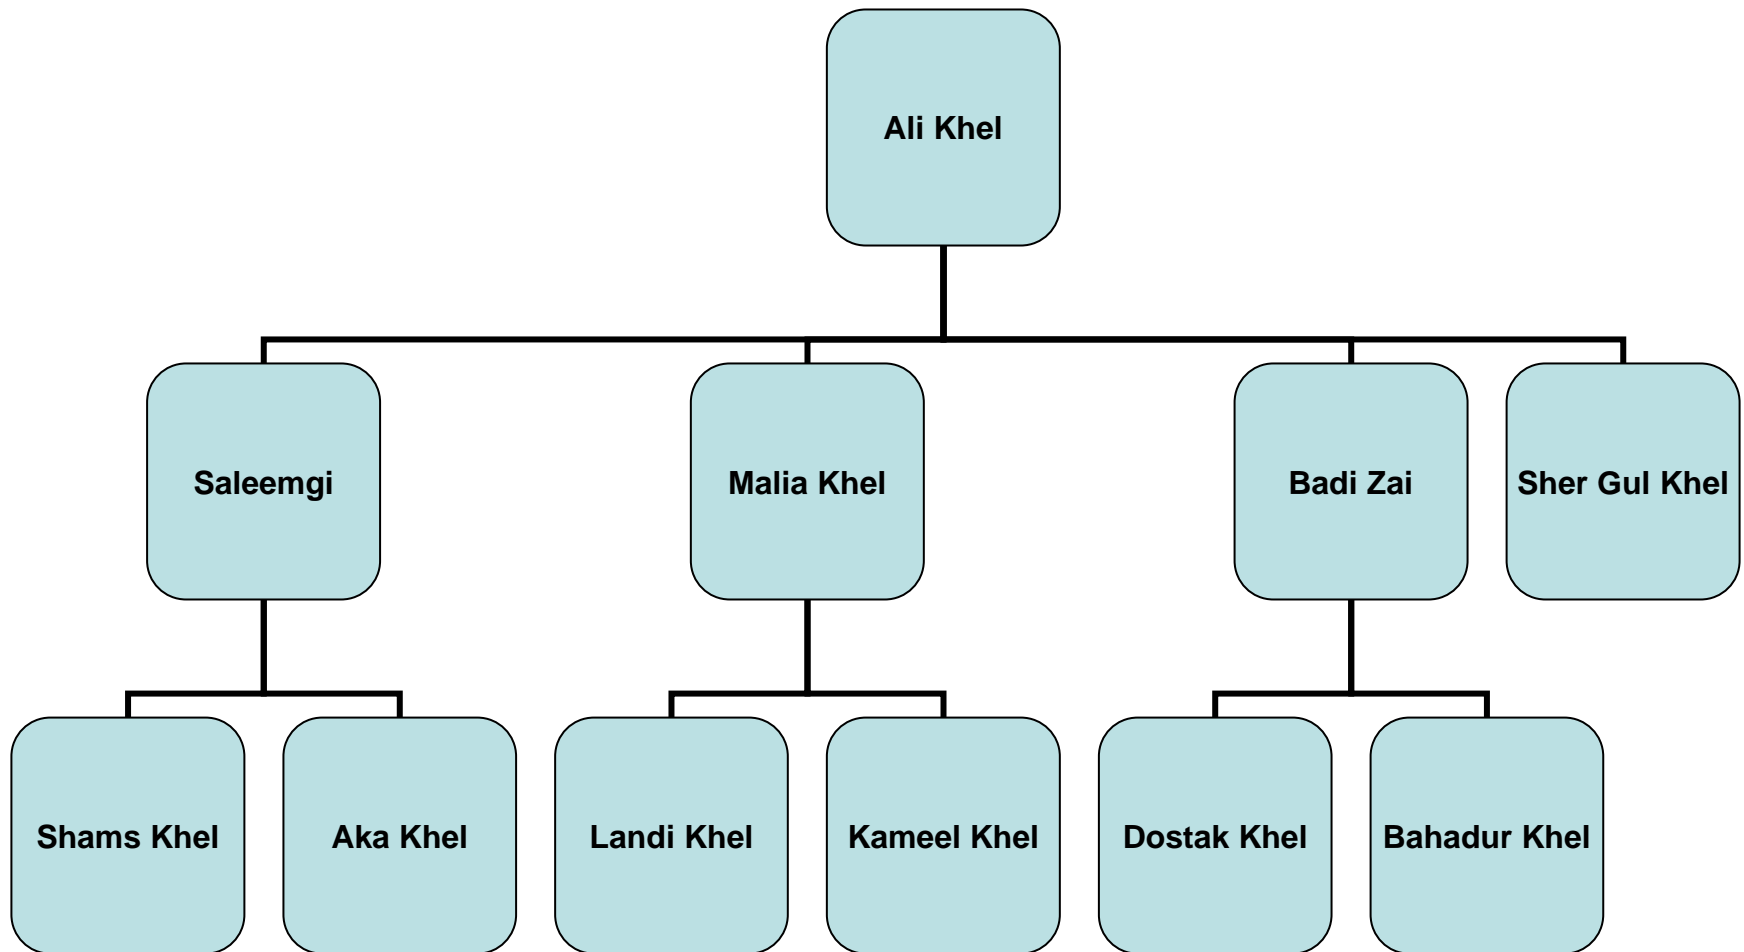 Ali Khel
Saleemgi
Malia Khel
Badi Zai
Sher Gul Khel
Shams Khel
Aka Khel
Landi Khel
Kameel Khel
Dostak Khel
Bahadur Khel